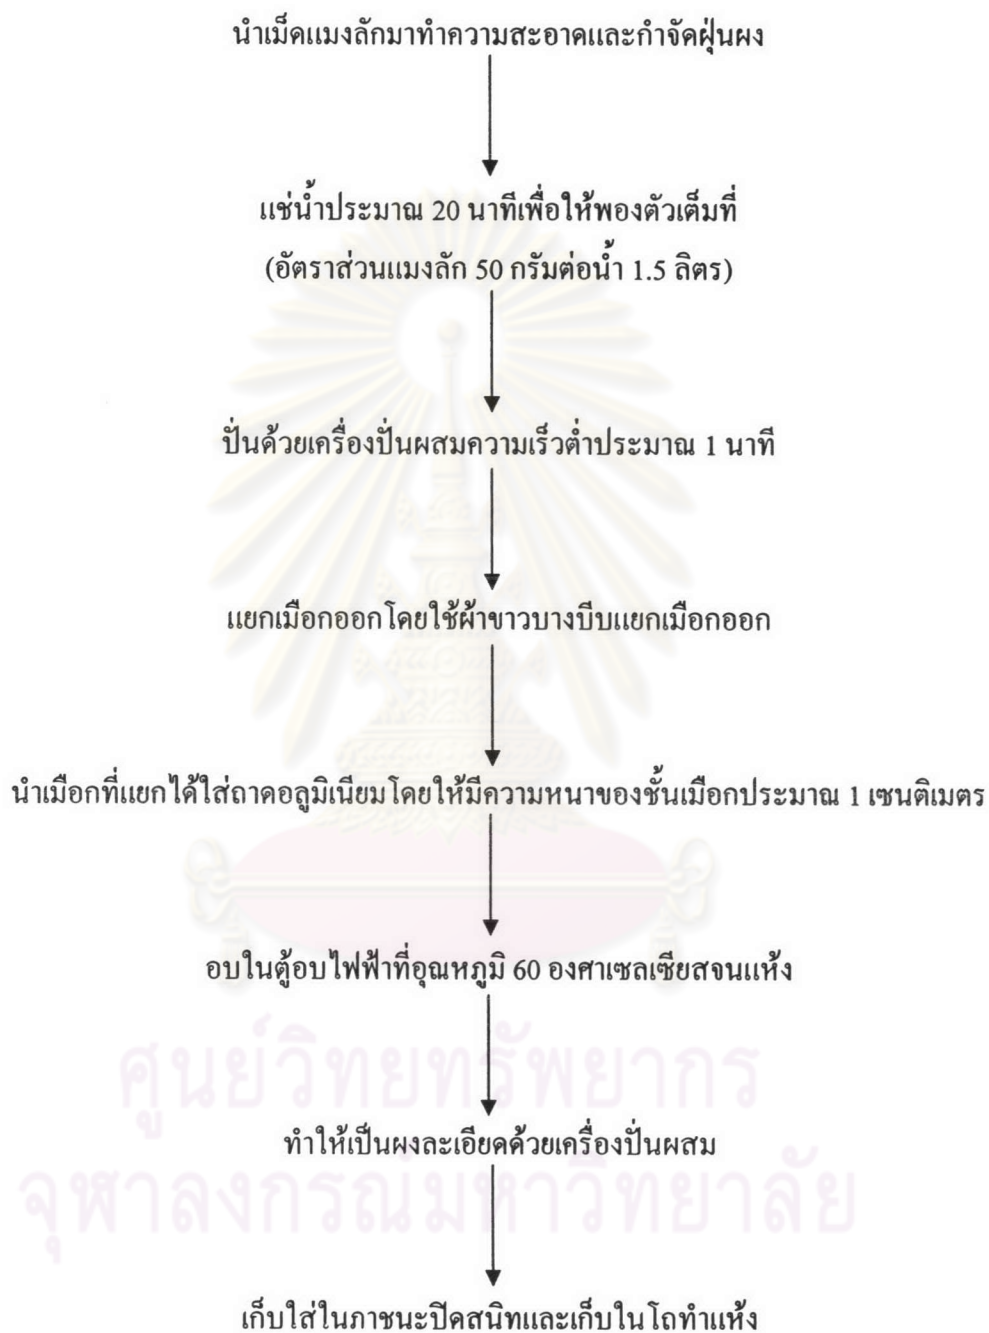 นำเม็ดแมงลักมาทำความสะอาดและกำจัดฝุ่นผง
แช่น้ำประมาณ 20 นาทีเพื่อให้พองตัวเต็มที่
(อัตราส่วนแมงลัก 50 กรัมต่อน้ำ 1.5 ลิตร)
ปั่นด้วยเครื่องปั่นผสมความเร็วต่ำประมาณ 1 นาที
แยกเมือกออกโดยใช้ผ้าขาวบางบีบแยกเมือกออก
นำเมือกที่แยกได้ใส่ถาดอลูมิเนียมโดยให้มีความหนาของชั้นเมือกประมาณ 1 เซนติเมตร
อบในตู้อบไฟฟ้าที่อุณหภูมิ 60 องศาเซลเซียสจนแห้ง
ศูนย์วิทยทรัพยากร
ทำให้เป็นผงละเอียดด้วยเครื่องปั่นผสม
จุฬาลงกรณ์มหาวิทยาลัย
เก็บใส่ในภาชนะปิดสนิทและเก็บในโถทำแห้ง